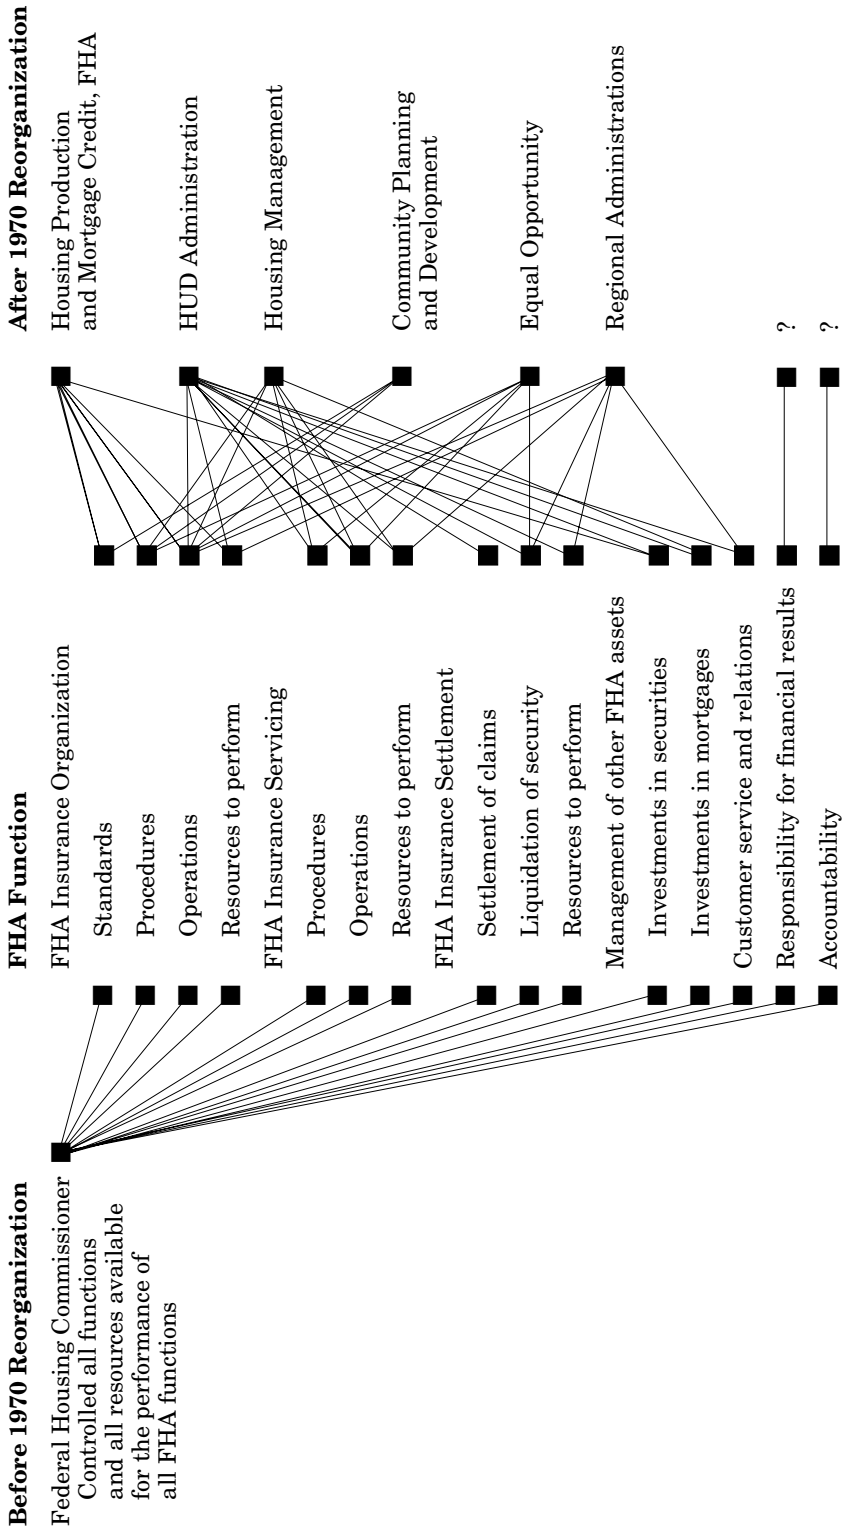 Before 1970 Reorganization
Federal Housing Commissioner
Controlled all functions
and all resources available
for the performance of
all FHA functions
FHA Function
FHA Insurance Organization
Standards
Procedures
Operations
Resources to perform
FHA Insurance Servicing
Procedures
Operations
Resources to perform
FHA Insurance Settlement
Settlement of claims
Liquidation of security
Resources to perform
Management of other FHA assets
Investments in securities
Investments in mortgages
Customer service and relations
Responsibility for financial results
Accountability
After 1970 Reorganization
Housing Production
and Mortgage Credit, FHA
HUD Administration
Housing Management
Community Planning
and Development
Equal Opportunity
Regional Administrations
?
?